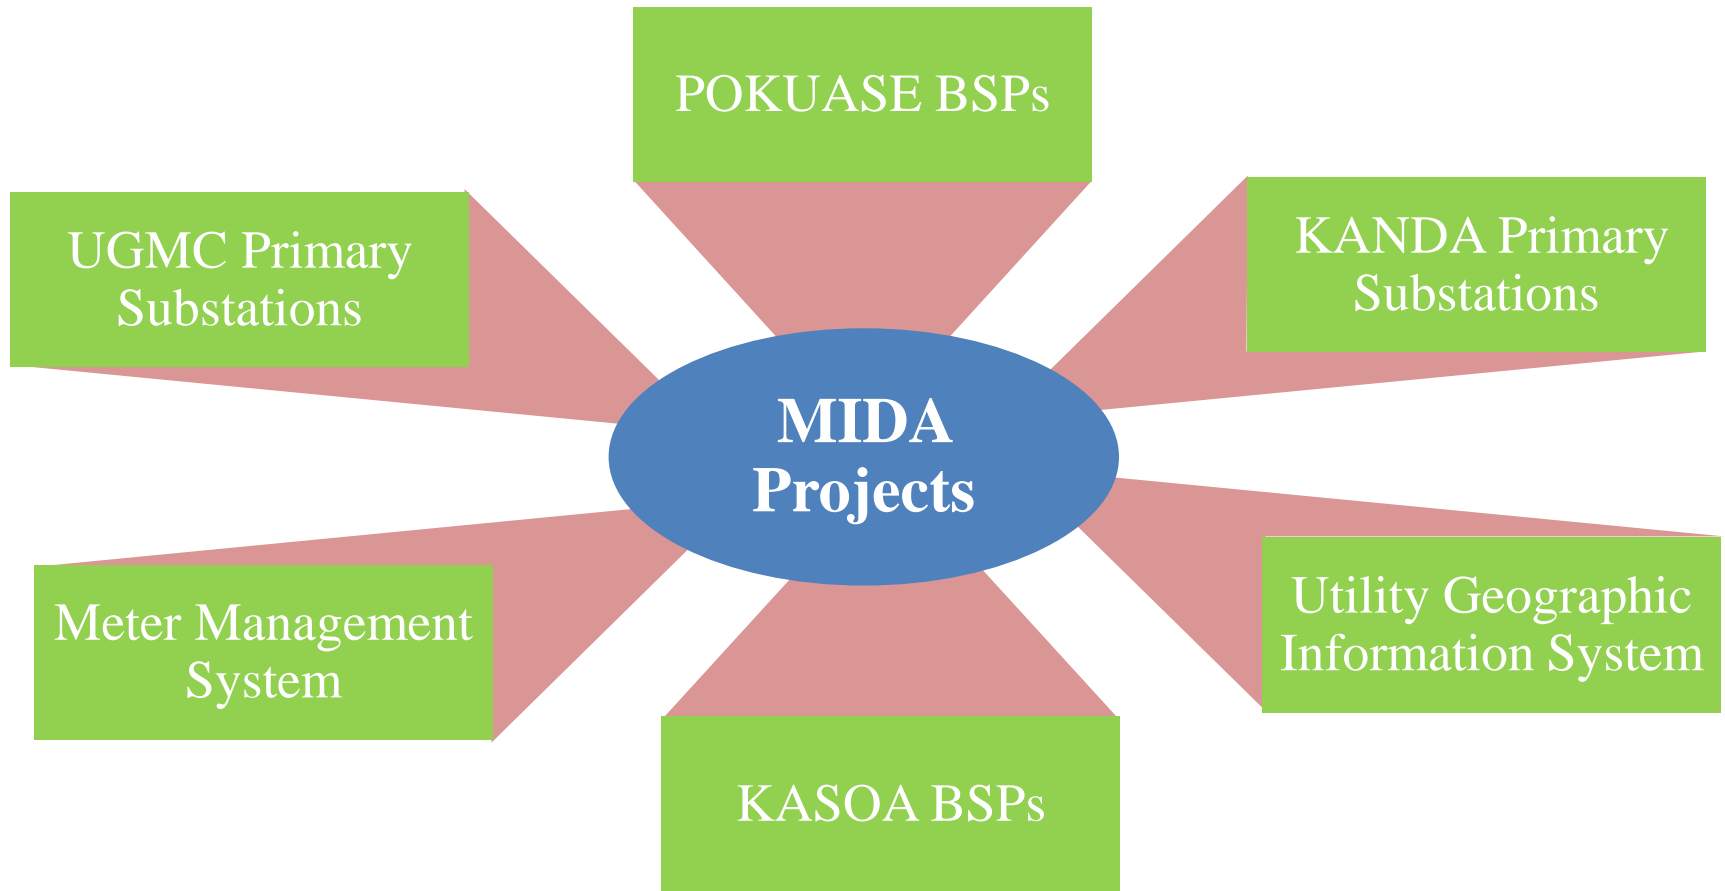 POKUASE BSPs
UGMC Primary
Substations
KANDA Primary
Substations
MIDA
Projects
Meter Management
System
Utility Geographic
Information System
KASOA BSPs